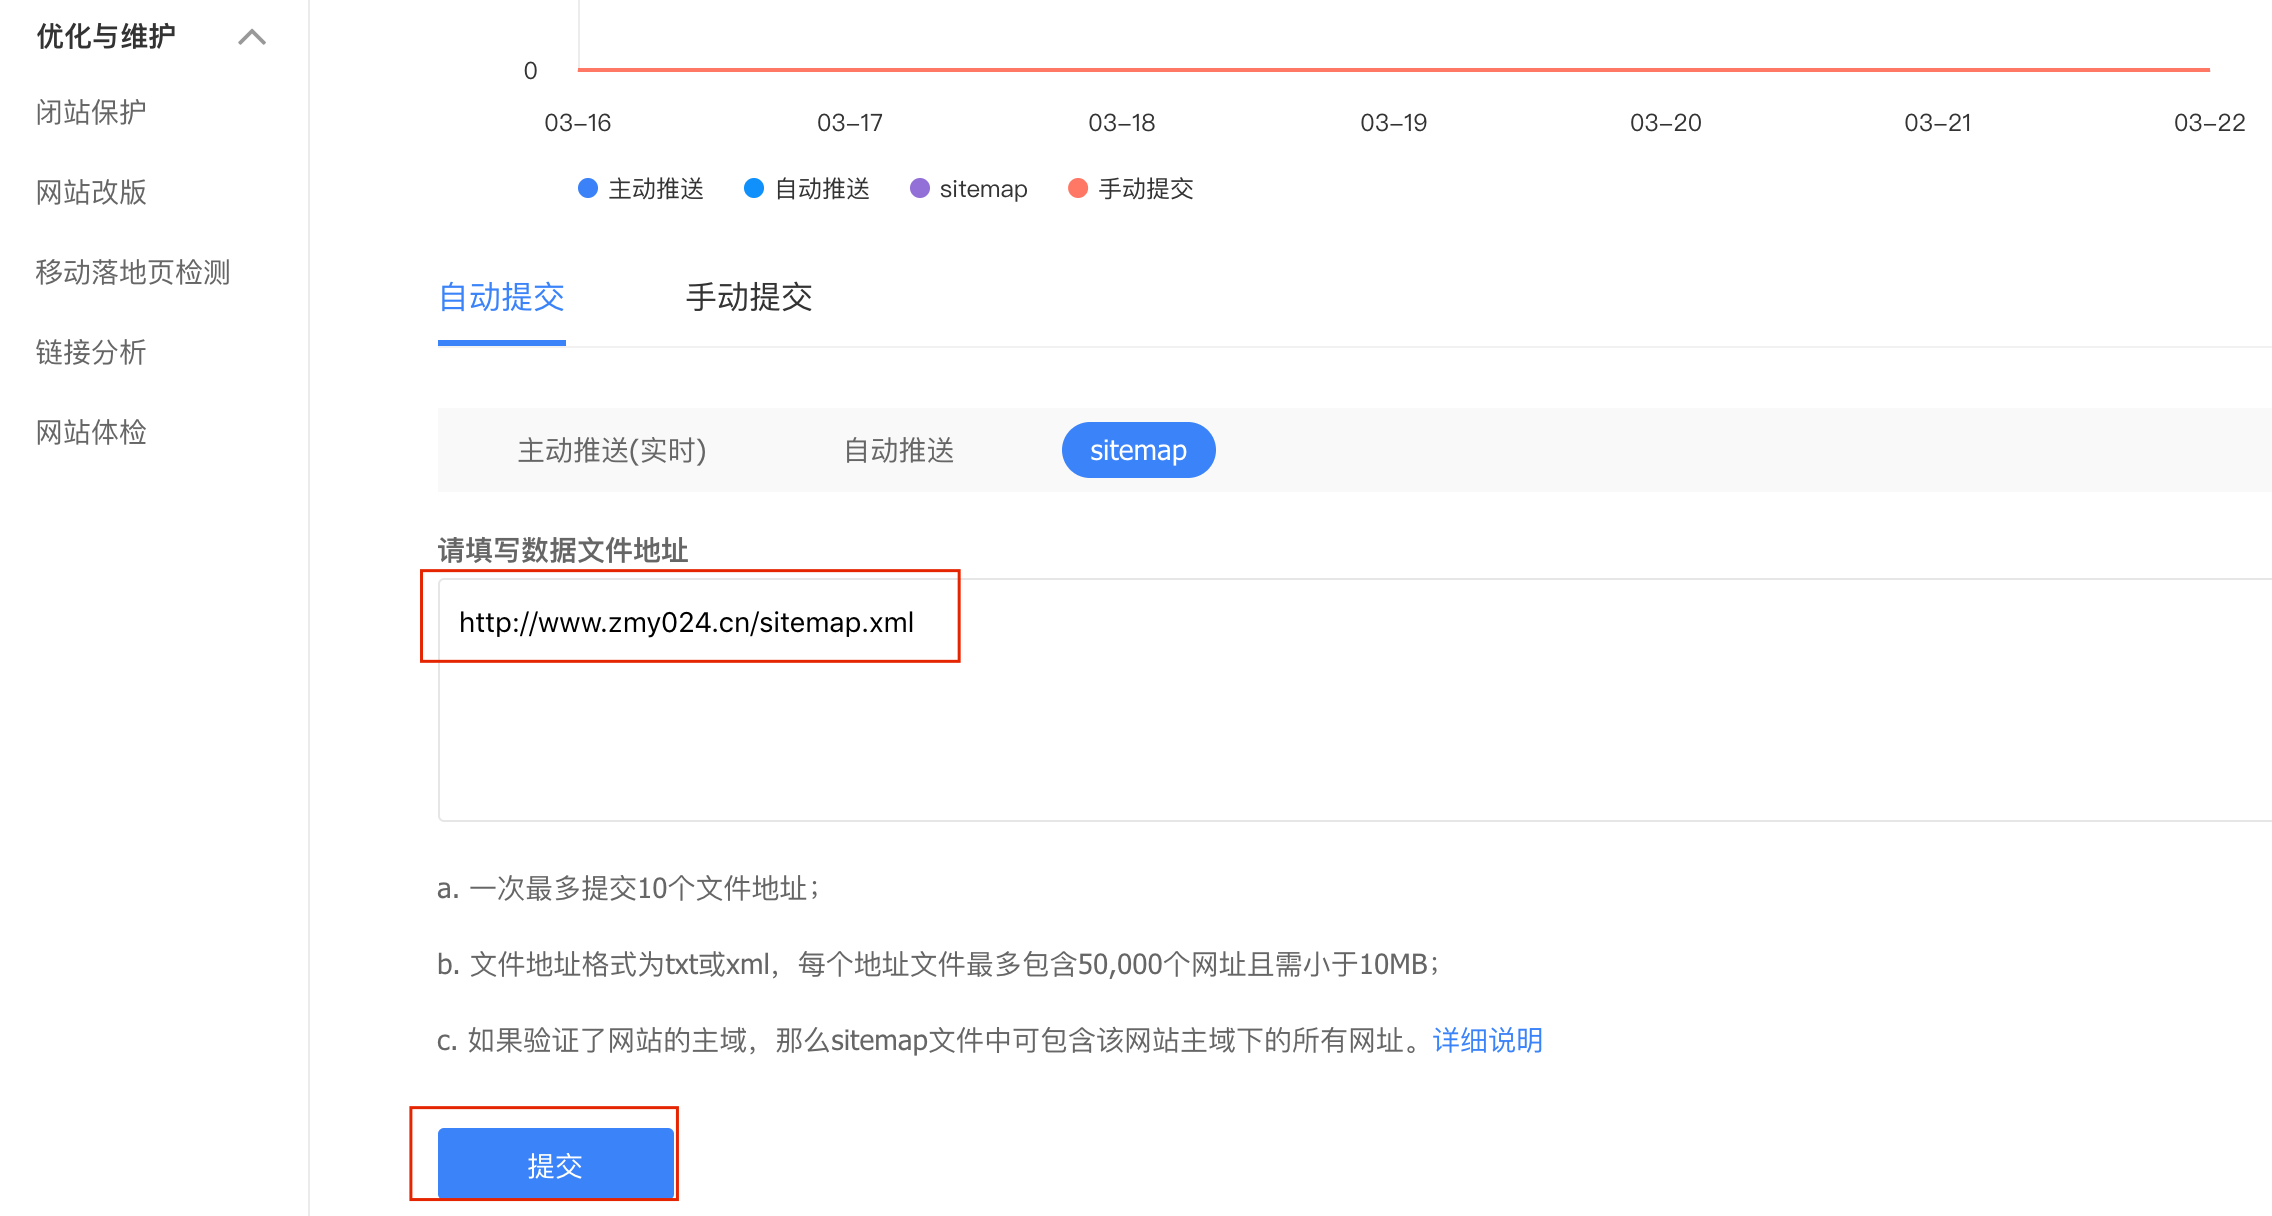 优化与维护
闭站保护
网站改版
移动落地页检测
链接分析
网站体检
0
03-16 03-17 03-18 03-19 03-20 03-21 03-22
主动推送 自动推送 sitemap 手动提交
自动提交 手动提交
主动推送(实时) 自动推送 sitemap
请填写数据文件地址
http://www.zmy024.cn/sitemap.xml
a. 一次最多提交10个文件地址；
b. 文件地址格式为txt或xml，每个地址文件最多包含50,000个网址且需小于10MB；
c. 如果验证了网站的主域，那么sitemap文件中可包含该网站主域下的所有网址。详细说明
提交